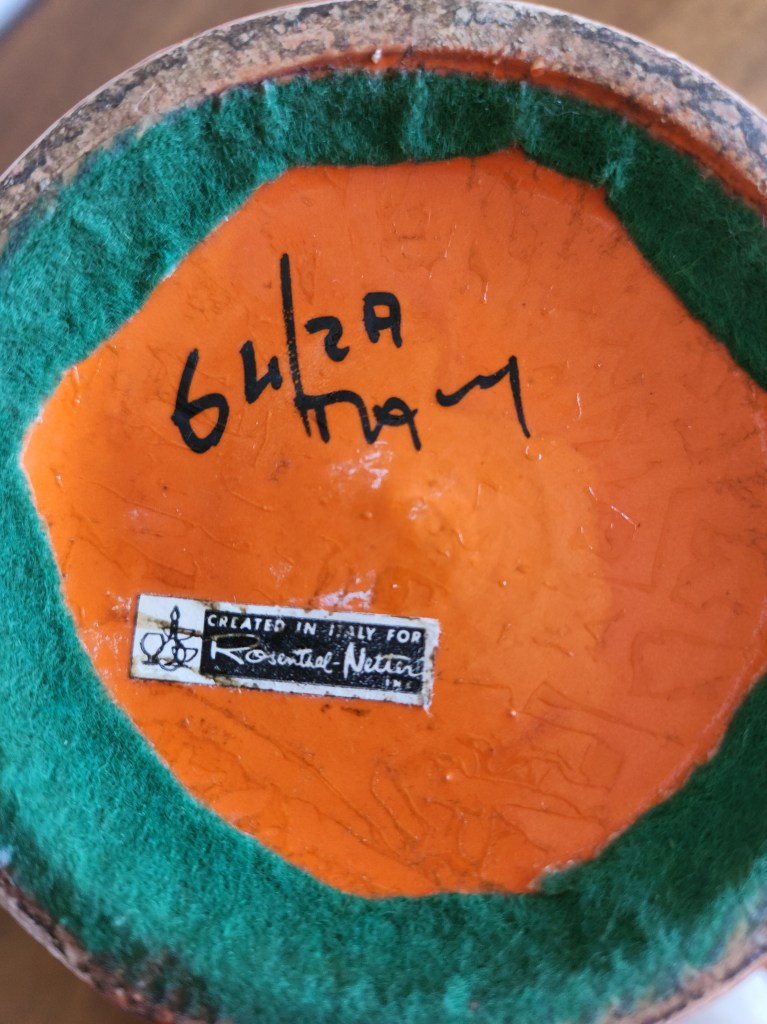 64/2A
Italy
CREATED IN ITALY FOR
Rosenthal-Netter
INC